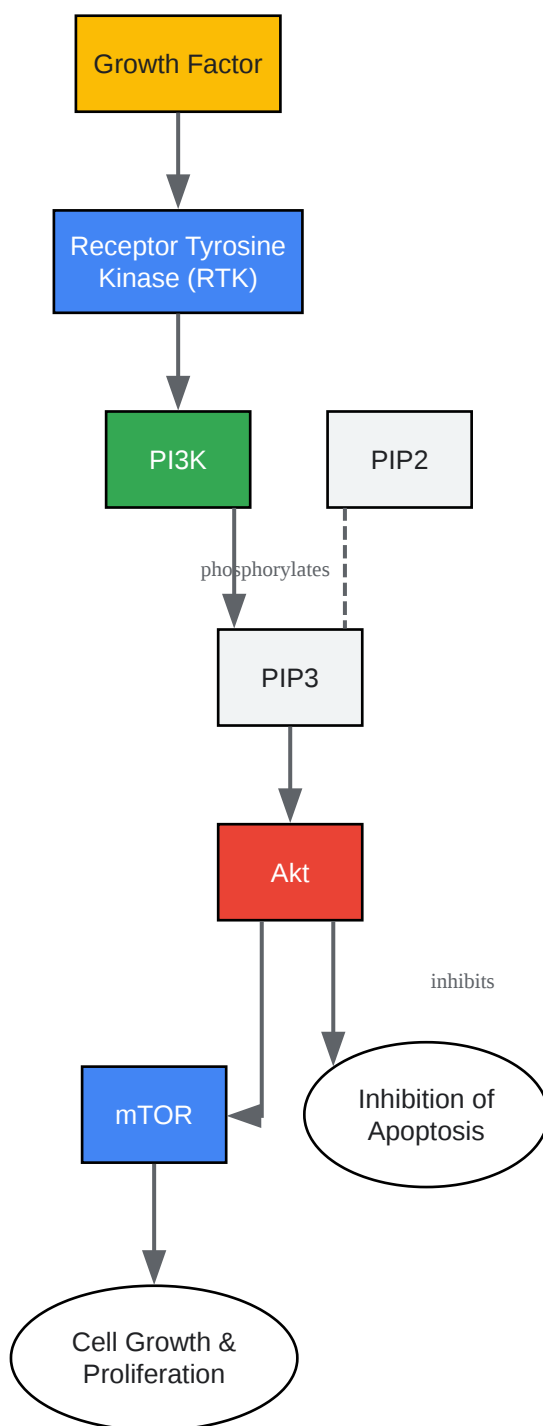 Growth Factor
Receptor Tyrosine
Kinase (RTK)
PI3K
PIP2
phosphorylates
PIP3
Akt
inhibits
mTOR
Inhibition of
Apoptosis
Cell Growth &
Proliferation